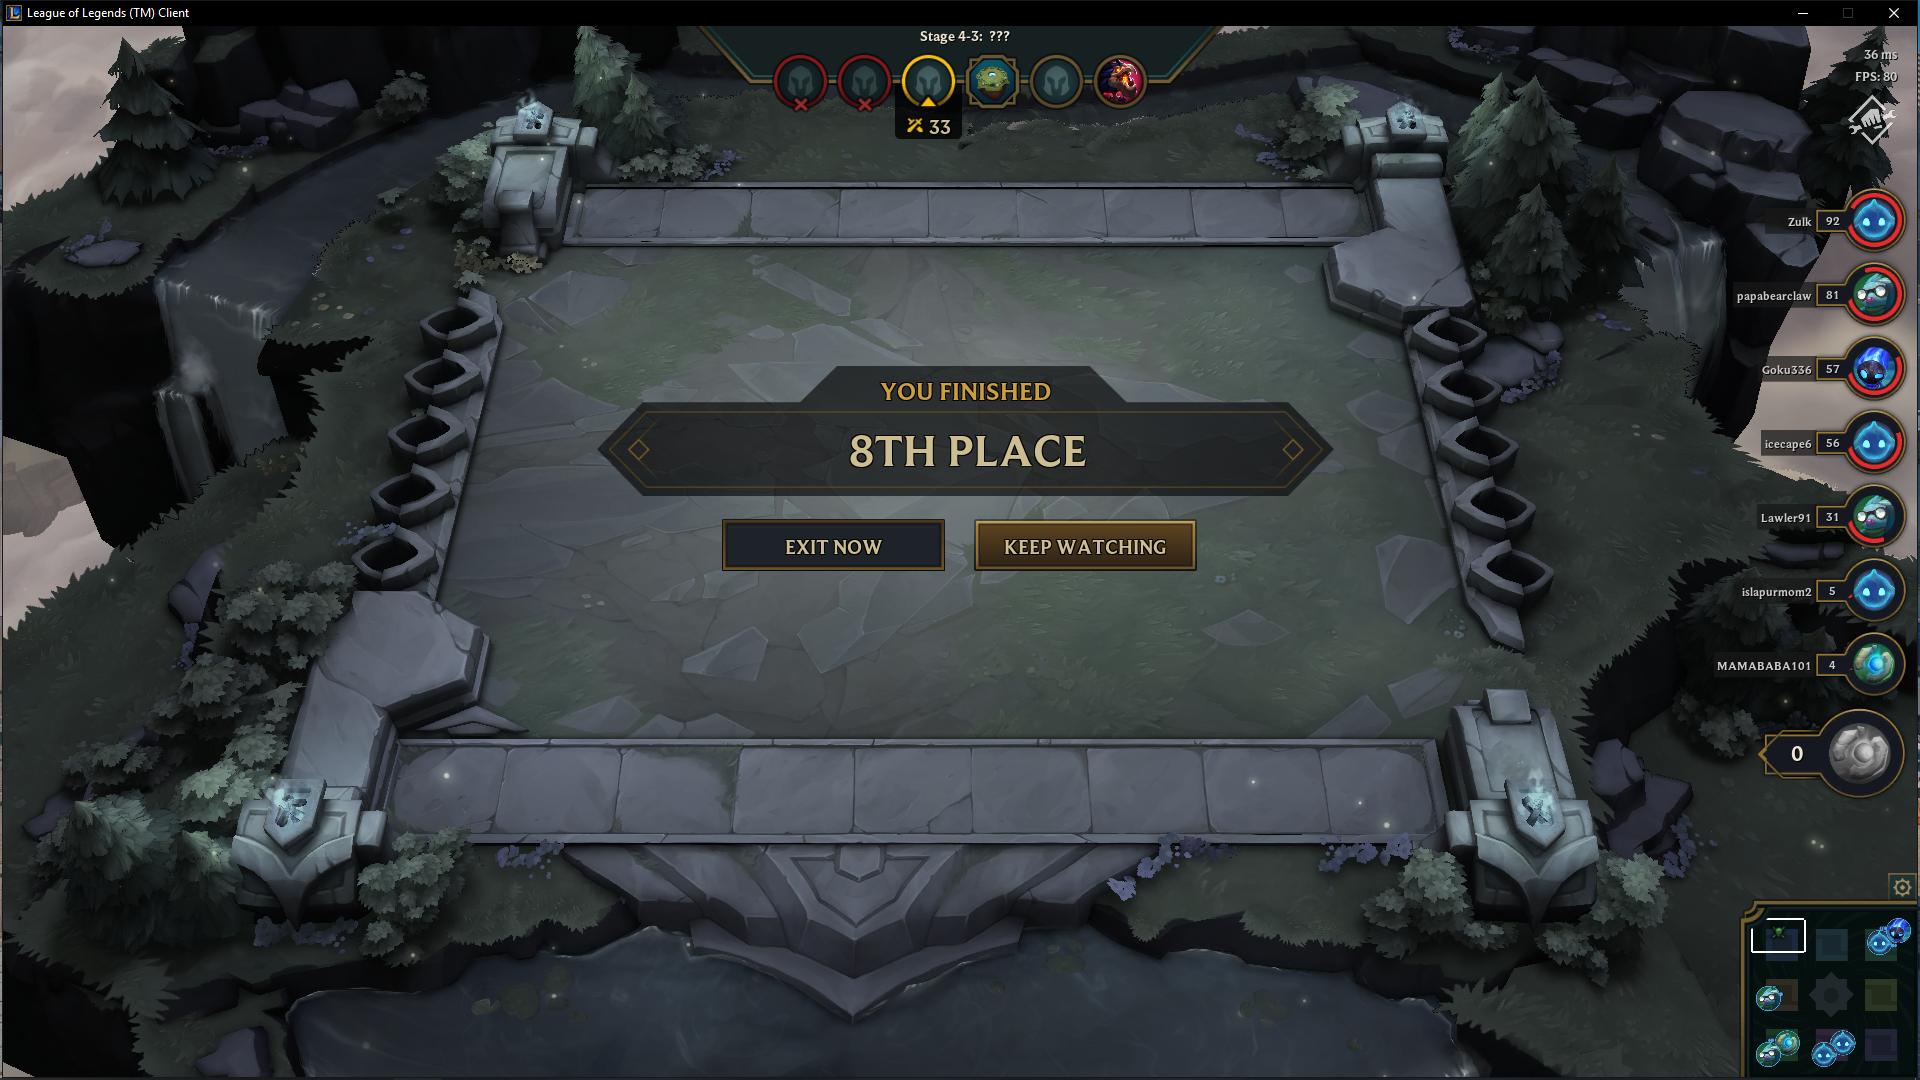 League of Legends (TM) Client
Stage 4-3: ???
33
36 ms
FPS: 80
Zulk 92
papabearclaw 81
Goku336 57
icecape6 56
Lawler91 31
islapurmom2 5
MAMABABA101 4
0
YOU FINISHED
8TH PLACE
EXIT NOW
KEEP WATCHING